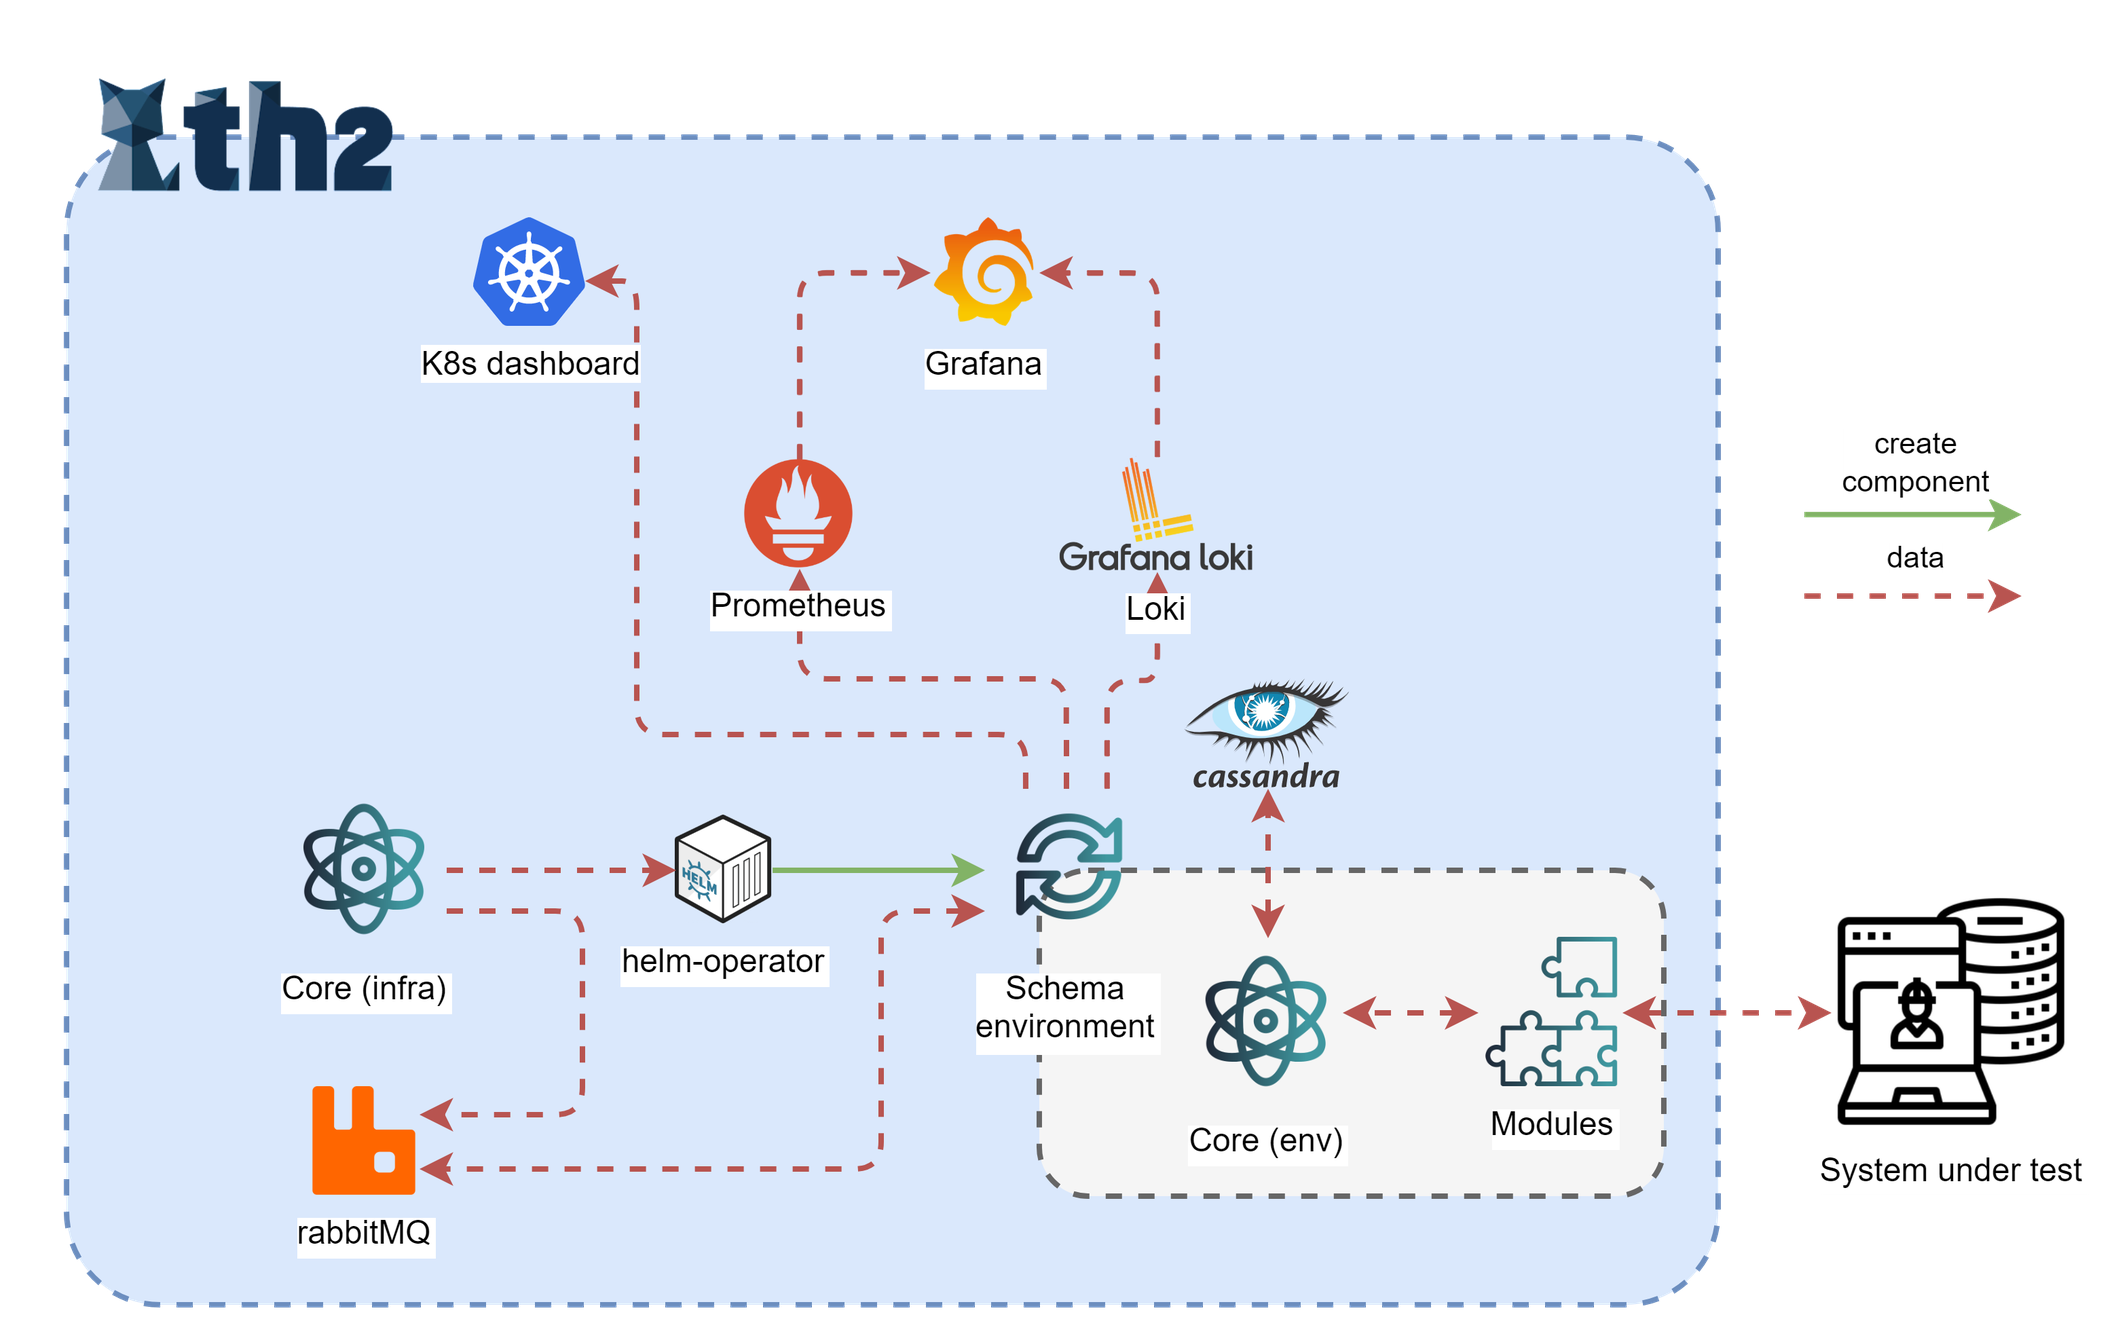 th2
K8s dashboard
Grafana
create
component
data
Prometheus
Grafana loki
Loki
cassandra
HELM
Core (infra)
helm-operator
Schema
environment
Core (env)
Modules
System under test
rabbitMQ